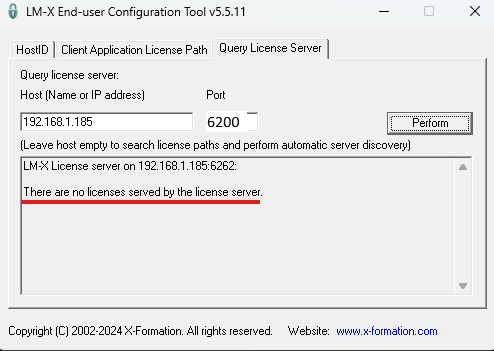 LM-X End-user Configuration Tool v5.5.11
HostID
Client Application License Path
Query License Server
Query license server:
Host (Name or IP address)
Port
192.168.1.185
6200
Perform
(Leave host empty to search license paths and perform automatic server discovery)
LM-X License server on 192.168.1.185:6262:
There are no licenses served by the license server.
Copyright (C) 2002-2024 X-Formation. All rights reserved.
Website:
www.x-formation.com